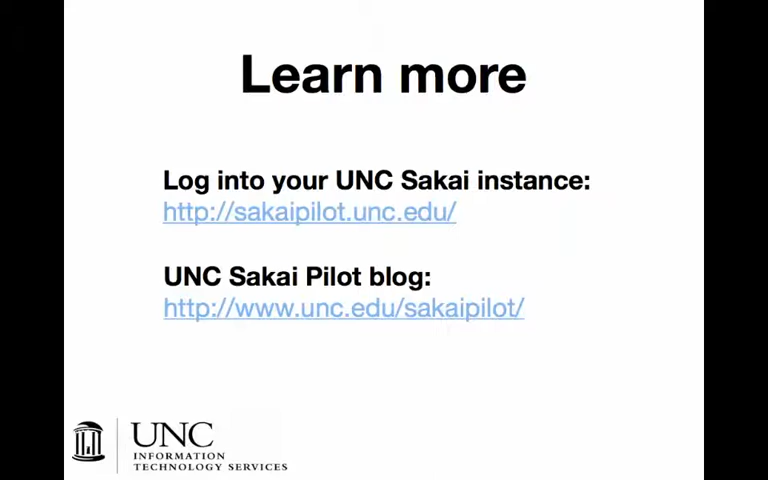 Learn more
Log into your UNC Sakai instance:
http://sakaipilot.unc.edu/
UNC Sakai Pilot blog:
http://www.unc.edu/sakaipilot/
UNC
INFORMATION
TECHNOLOGY SERVICES